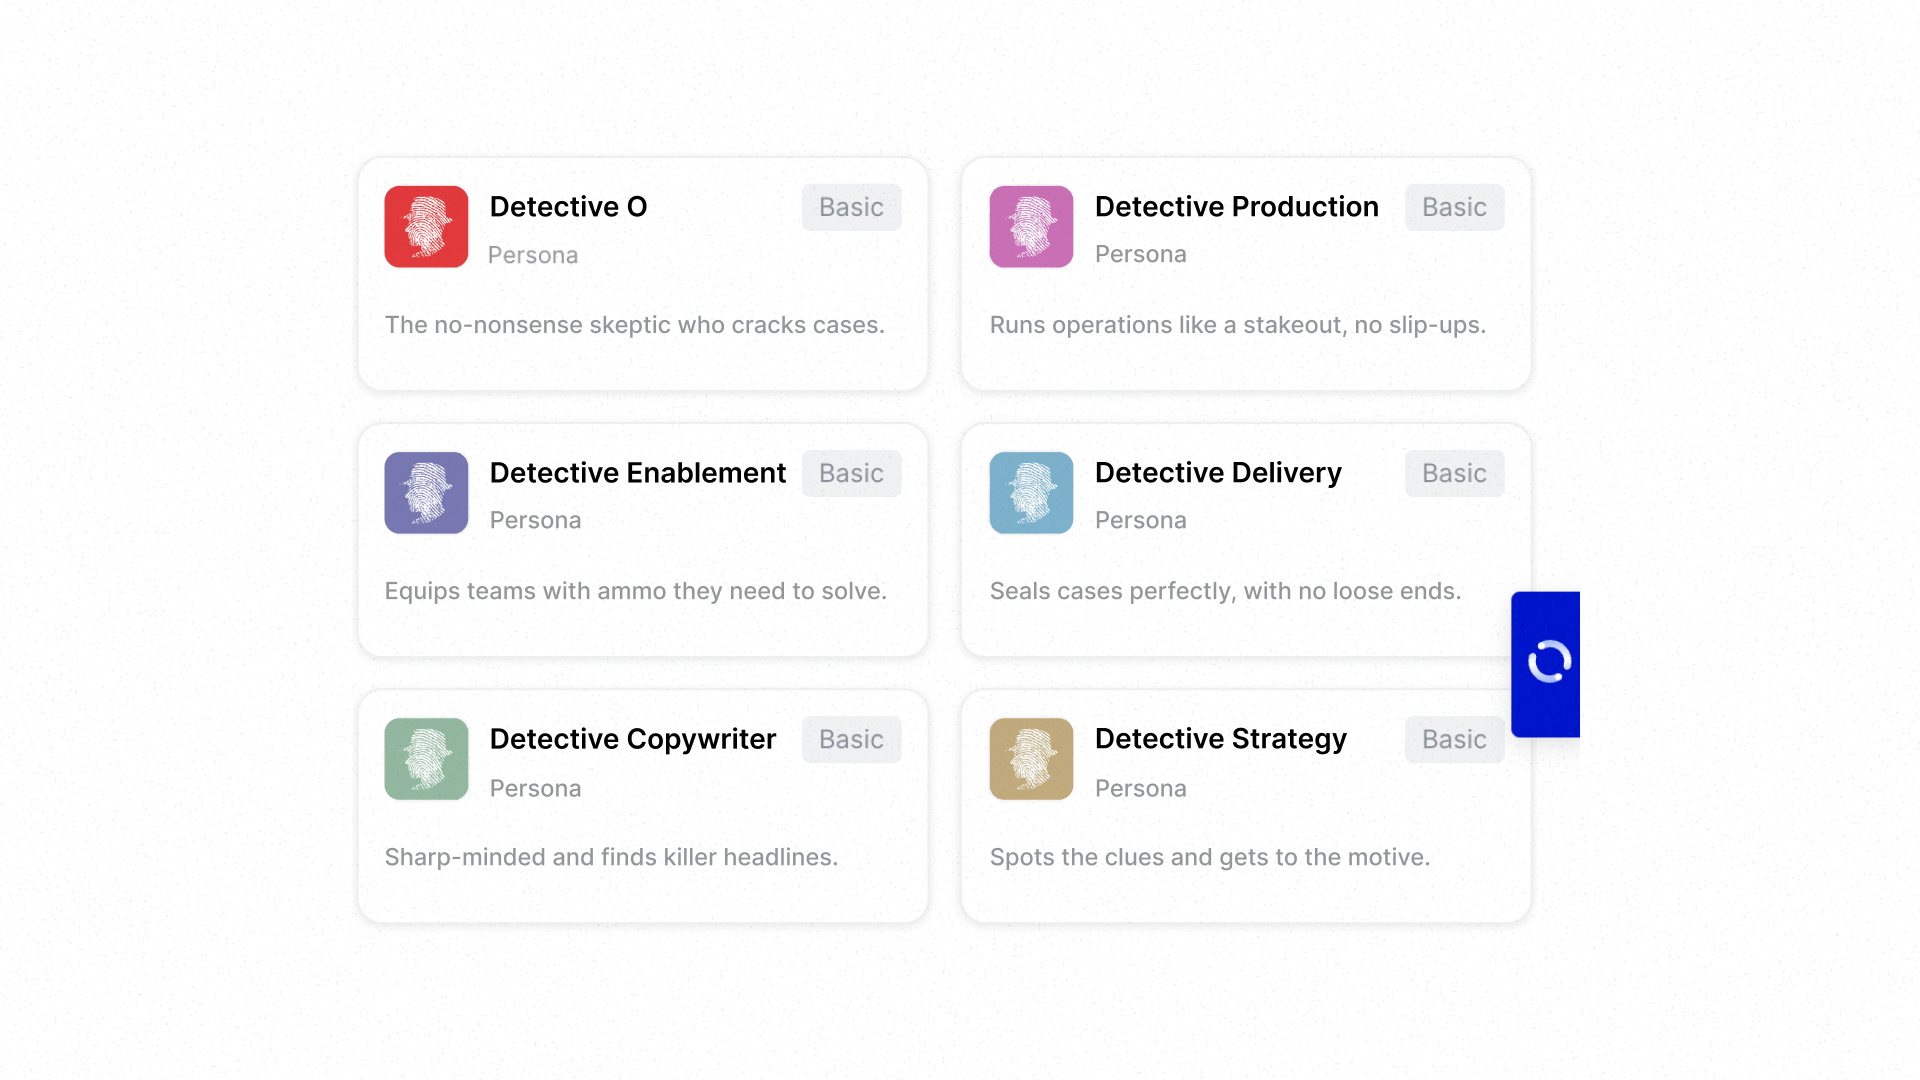 Detective O
Basic
Persona
The no-nonsense skeptic who cracks cases.
Detective Production
Basic
Persona
Runs operations like a stakeout, no slip-ups.
Detective Enablement
Basic
Persona
Equips teams with ammo they need to solve.
Detective Delivery
Basic
Persona
Seals cases perfectly, with no loose ends.
Detective Copywriter
Basic
Persona
Sharp-minded and finds killer headlines.
Detective Strategy
Basic
Persona
Spots the clues and gets to the motive.